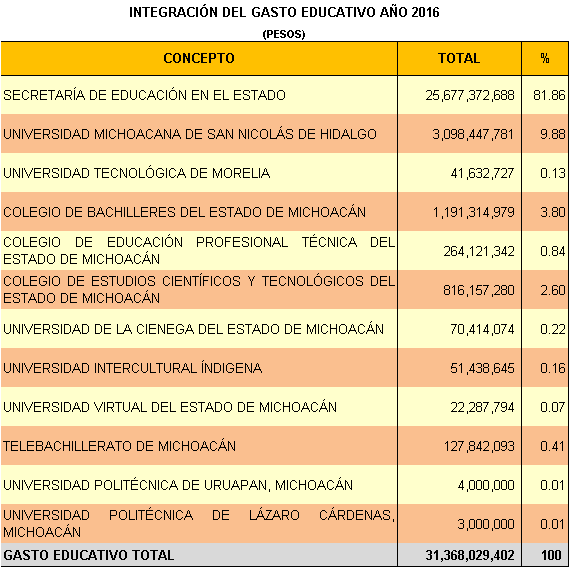 INTEGRACIÓN DEL GASTO EDUCATIVO AÑO 2016
(PESOS)
CONCEPTO TOTAL %
SECRETARÍA DE EDUCACIÓN EN EL ESTADO 25,677,372,688 81.86
UNIVERSIDAD MICHOACANA DE SAN NICOLÁS DE HIDALGO 3,098,447,781 9.88
UNIVERSIDAD TECNOLÓGICA DE MORELIA 41,632,727 0.13
COLEGIO DE BACHILLERES DEL ESTADO DE MICHOACÁN 1,191,314,979 3.80
COLEGIO DE EDUCACIÓN PROFESIONAL TÉCNICA DEL
ESTADO DE MICHOACÁN 264,121,342 0.84
COLEGIO DE ESTUDIOS CIENTÍFICOS Y TECNOLÓGICOS DEL
ESTADO DE MICHOACÁN 816,157,280 2.60
UNIVERSIDAD DE LA CIENEGA DEL ESTADO DE MICHOACÁN 70,414,074 0.22
UNIVERSIDAD INTERCULTURAL ÍNDIGENA 51,438,645 0.16
UNIVERSIDAD VIRTUAL DEL ESTADO DE MICHOACÁN 22,287,794 0.07
TELEBACHILLERATO DE MICHOACÁN 127,842,093 0.41
UNIVERSIDAD POLITÉCNICA DE URUAPAN, MICHOACÁN 4,000,000 0.01
UNIVERSIDAD POLITÉCNICA DE LÁZARO CÁRDENAS,
MICHOACÁN 3,000,000 0.01
GASTO EDUCATIVO TOTAL 31,368,029,402 100